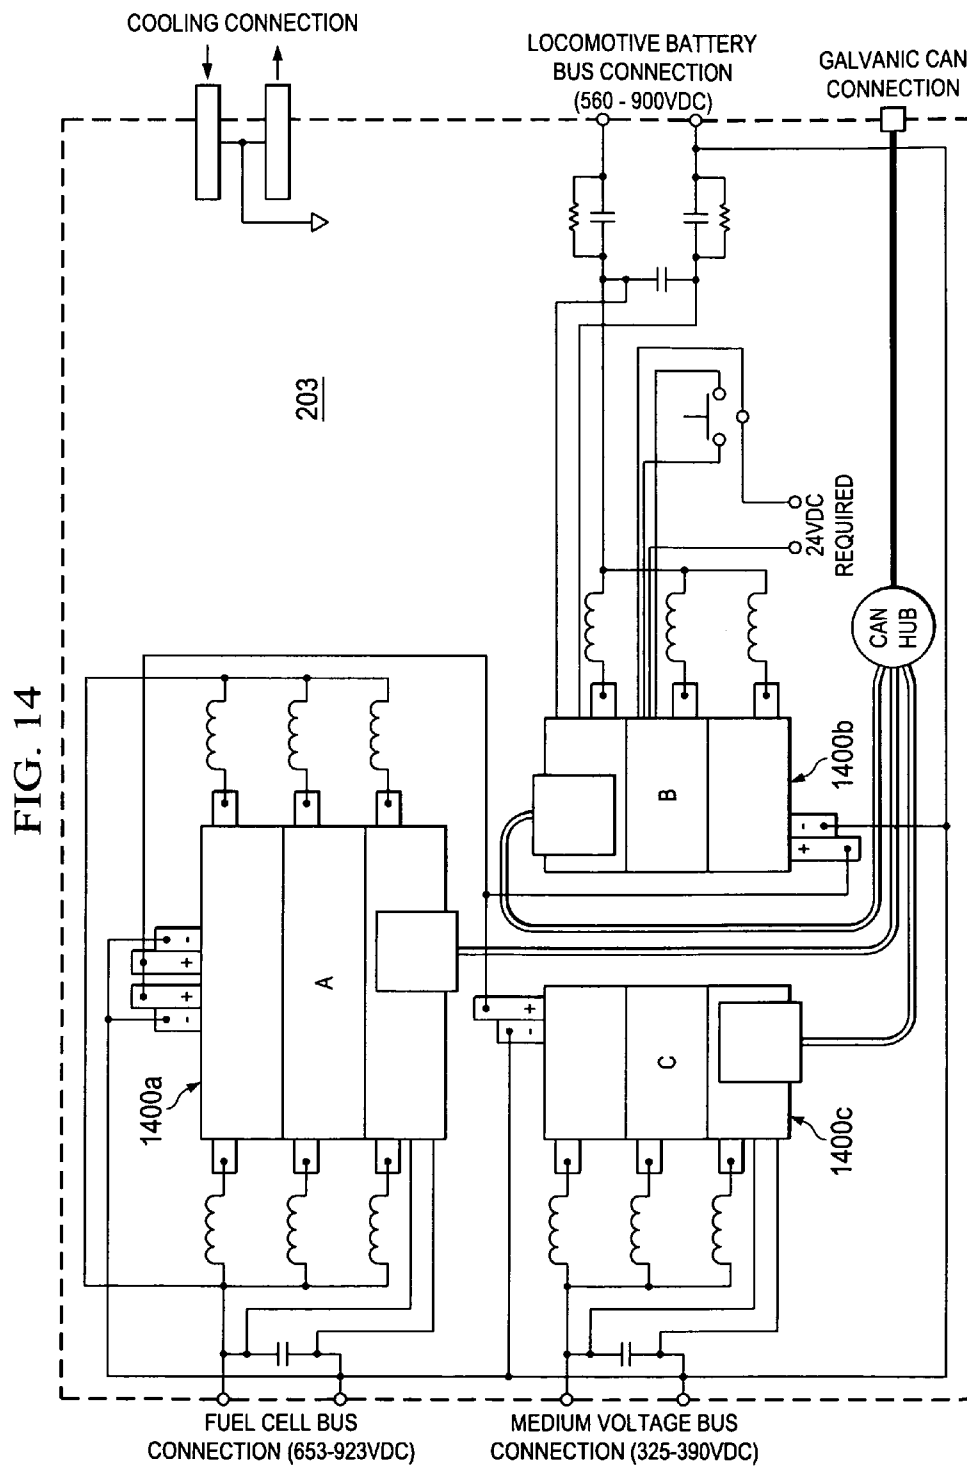 FIG. 14
COOLING CONNECTION
LOCOMOTIVE BATTERY
BUS CONNECTION
(560 - 900VDC)
GALVANIC CAN
CONNECTION
203
24VDC
REQUIRED
CAN
HUB
1400b
B
- +
1400a
A
- + + -
1400c
C
+ -
FUEL CELL BUS
CONNECTION (653-923VDC)
MEDIUM VOLTAGE BUS
CONNECTION (325-390VDC)